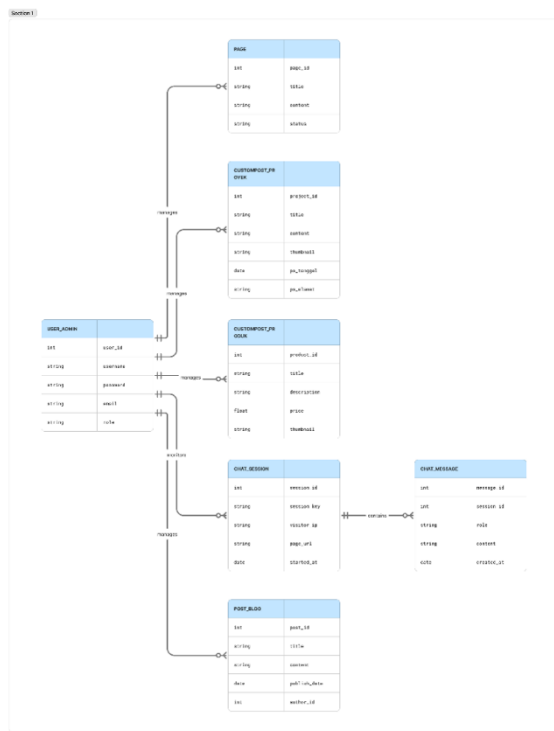 Section 1
PAGE
int page_id
string title
string content
string status
manages
CUSTOMPOST_PR
OYEK
int project_id
string title
string content
string thumbnail
date pa_tanggal
string pa_alamat
manages
USER_ADMIN
int user_id
string username
string password
string email
string role
manages
CUSTOMPOST_PR
ODUK
int product_id
string title
string description
float price
string thumbnail
monitors
CHAT_SESSION
int session_id
string session_key
string visitor_ip
string page_url
date started_at
contains
CHAT_MESSAGE
int message_id
int session_id
string role
string content
date created_at
manages
POST_BLOG
int post_id
string title
string content
date publish_date
int author_id